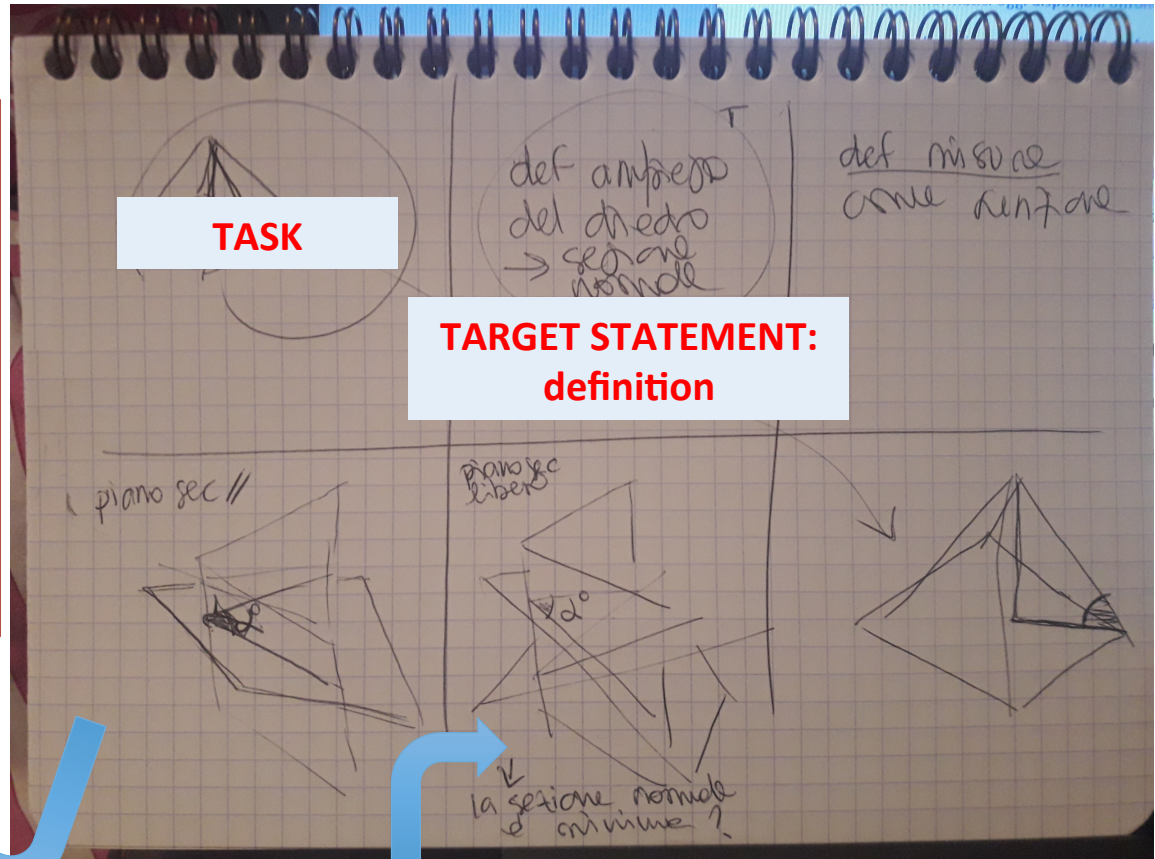 T
def ampiezza
del diedro
→ sezione
normale
def misure
come funzione
TASK
TARGET STATEMENT:
definition
piano sec //
α°
piano sec
libero
α°
la sezione normale
è minima ?